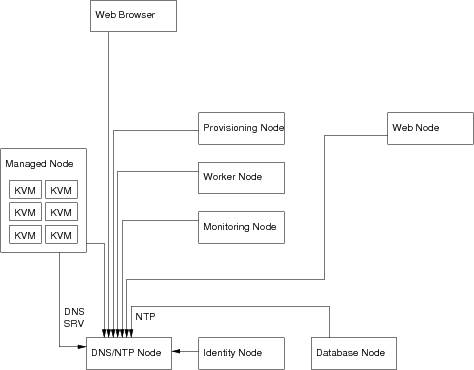 Web Browser
Provisioning Node
Web Node
Managed Node
KVM KVM
Worker Node
KVM KVM
Monitoring Node
KVM KVM
DNS
SRV
NTP
DNS/NTP Node
Identity Node
Database Node